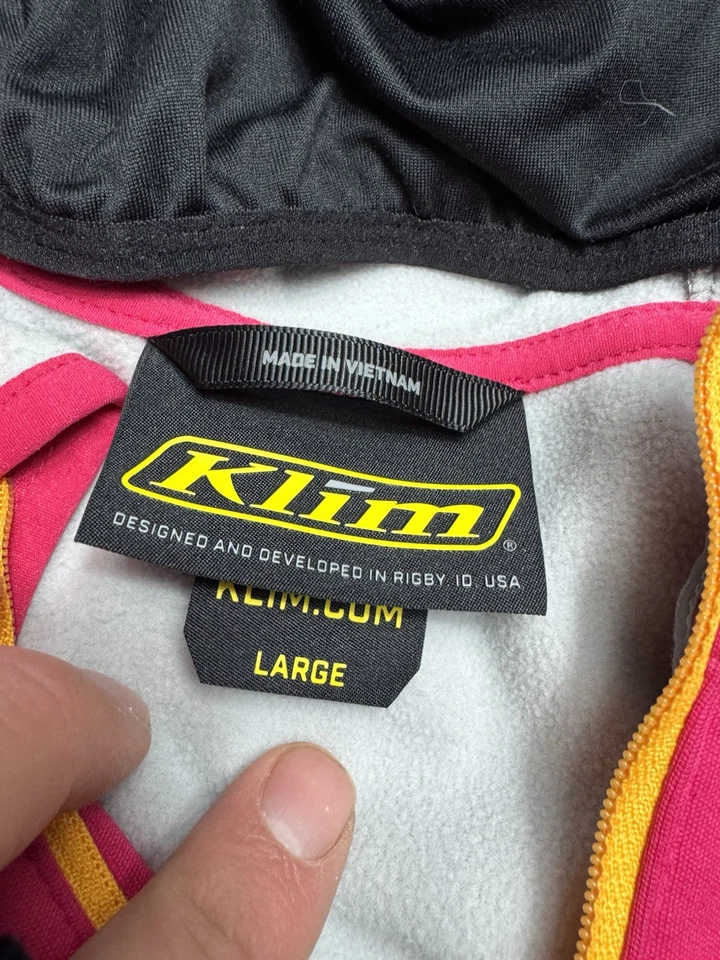 MADE IN VIETNAM
Klim
®
DESIGNED AND DEVELOPED IN RIGBY ID USA
KLIM.COM
LARGE